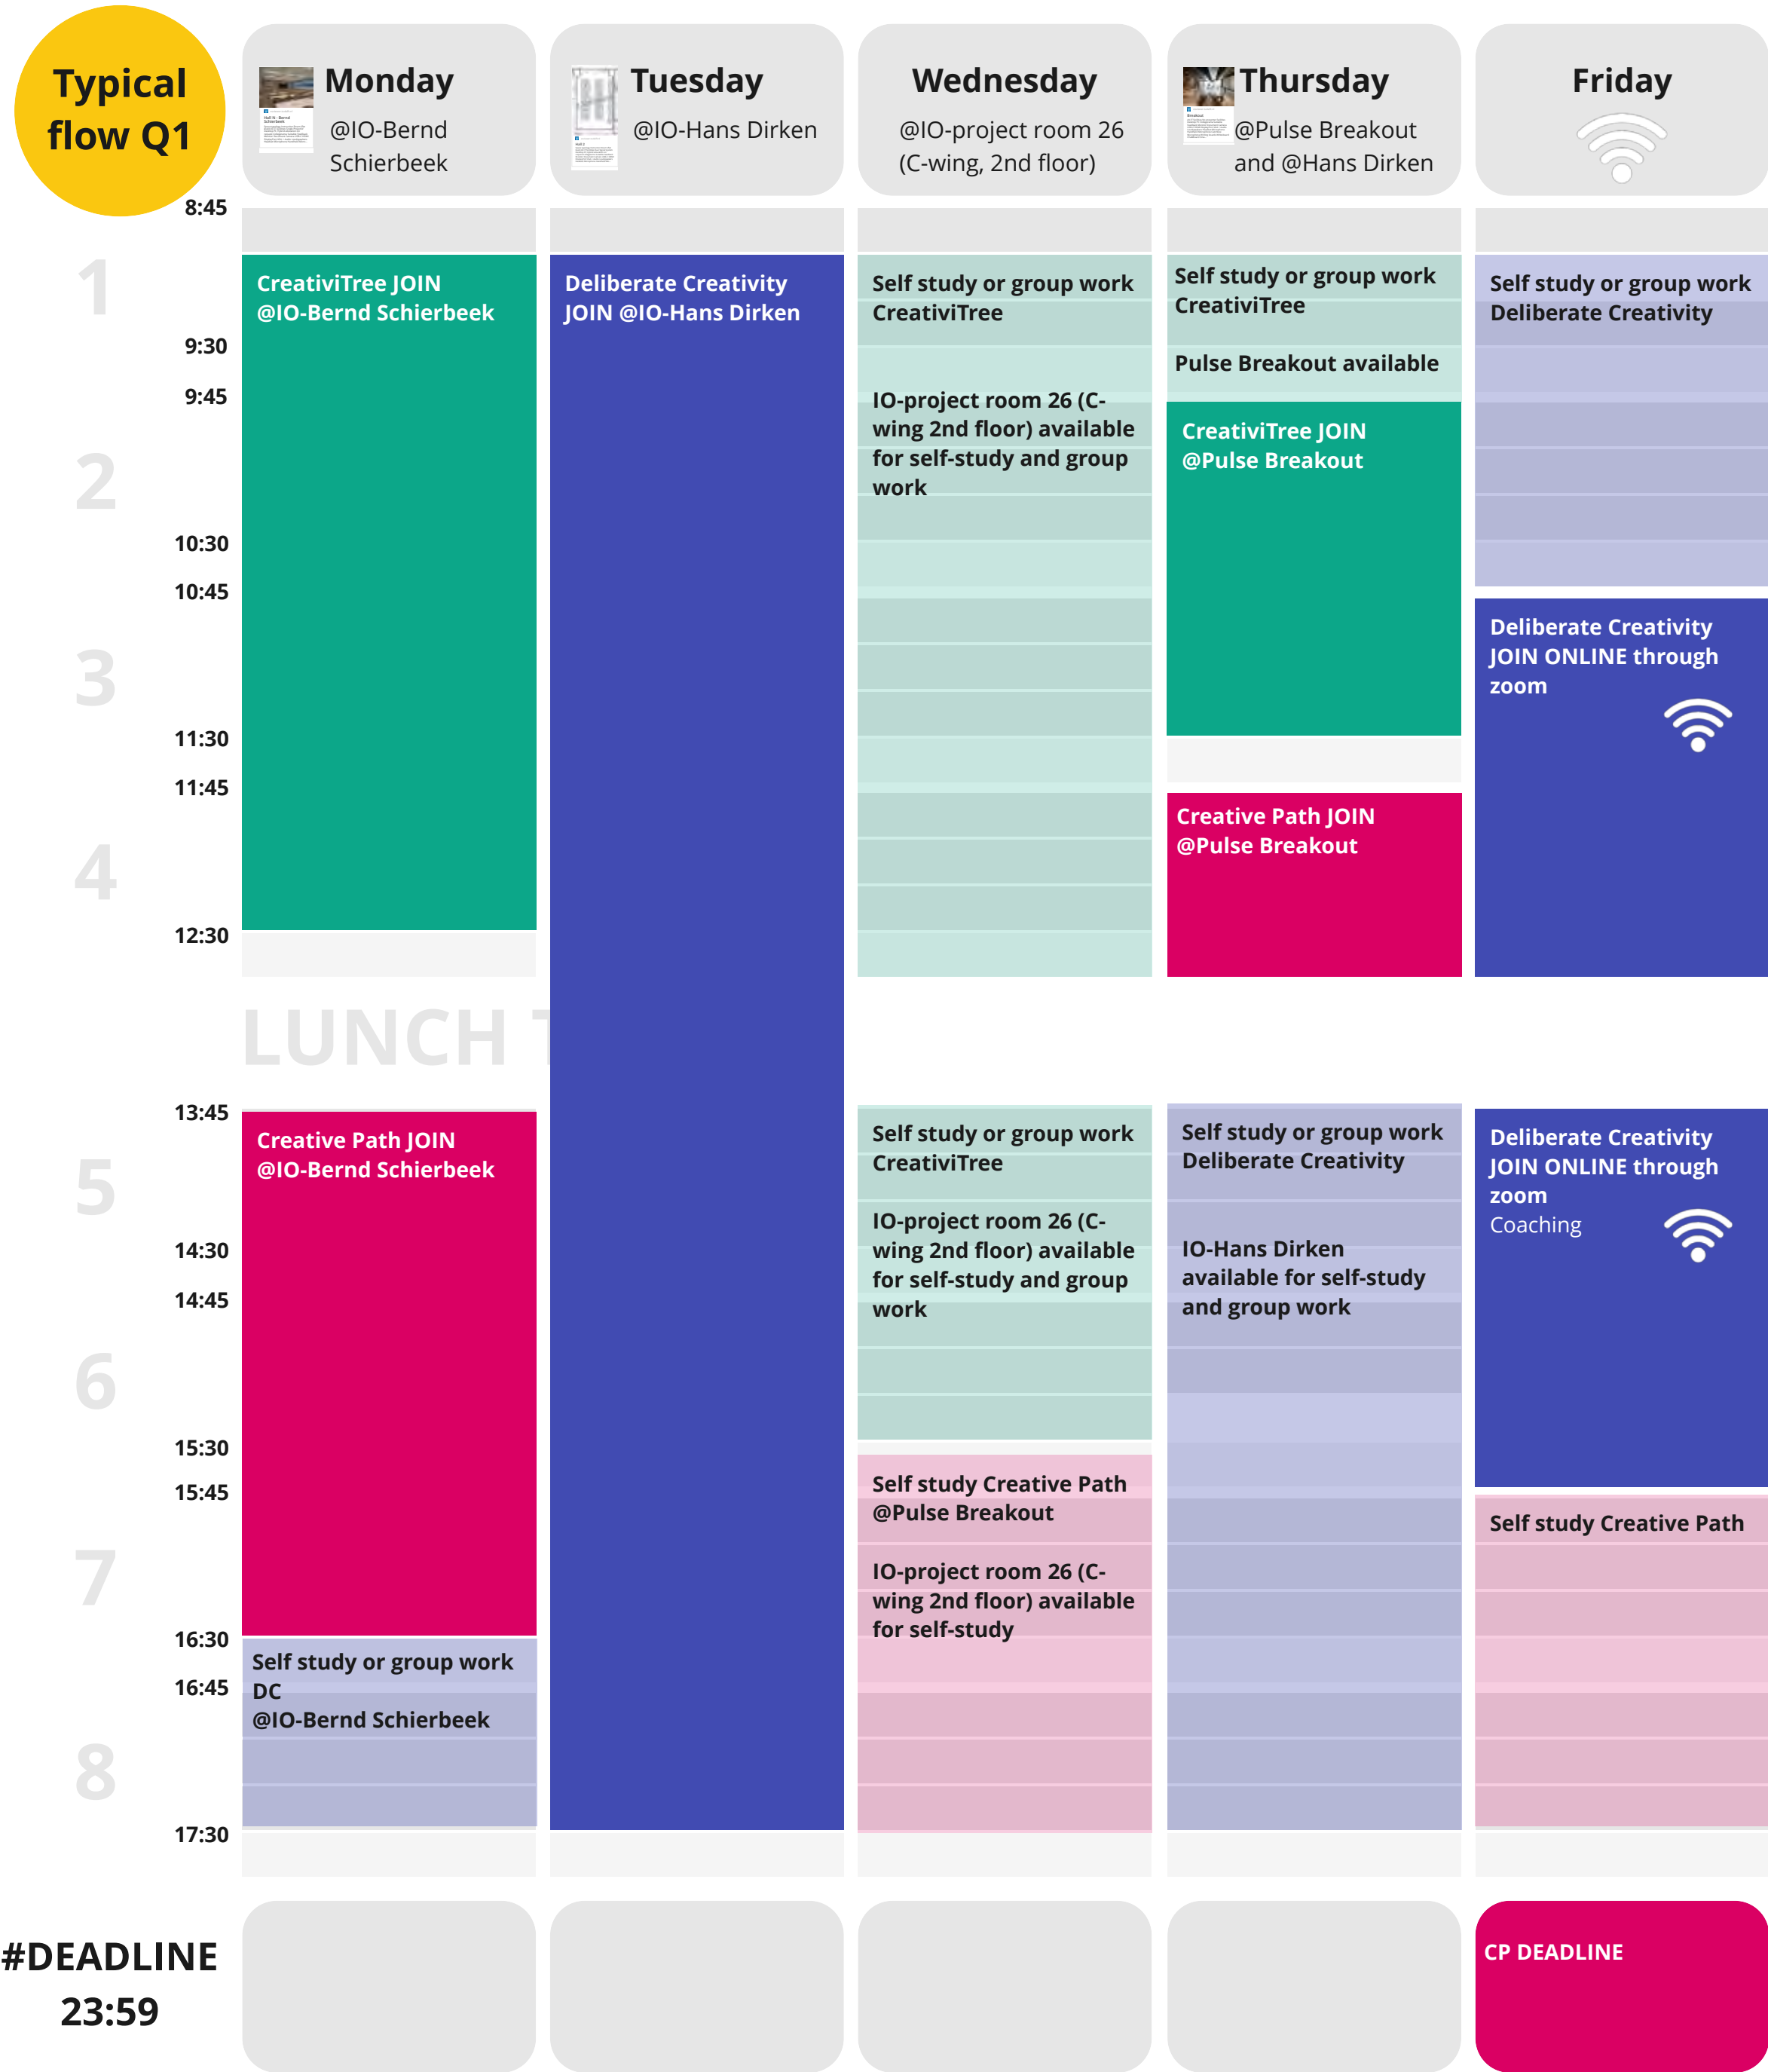 Typical
flow Q1
Monday
@IO-Bernd
Schierbeek
Tuesday
@IO-Hans Dirken
Wednesday
@IO-project room 26
(C-wing, 2nd floor)
Thursday
@Pulse Breakout
and @Hans Dirken
Friday
8:45
1
9:30
9:45
2
10:30
10:45
3
11:30
11:45
4
12:30
CreativiTree JOIN
@IO-Bernd Schierbeek
Deliberate Creativity
JOIN @IO-Hans Dirken
Self study or group work
CreativiTree
IO-project room 26 (C-
wing 2nd floor) available
for self-study and group
work
Self study or group work
CreativiTree
Pulse Breakout available
CreativiTree JOIN
@Pulse Breakout
Creative Path JOIN
@Pulse Breakout
Self study or group work
Deliberate Creativity
Deliberate Creativity
JOIN ONLINE through
zoom
LUNCH
13:45
5
14:30
14:45
6
15:30
15:45
7
16:30
16:45
8
17:30
Creative Path JOIN
@IO-Bernd Schierbeek
Self study or group work
DC
@IO-Bernd Schierbeek
Self study or group work
CreativiTree
IO-project room 26 (C-
wing 2nd floor) available
for self-study and group
work
Self study Creative Path
@Pulse Breakout
IO-project room 26 (C-
wing 2nd floor) available
for self-study
Self study or group work
Deliberate Creativity
IO-Hans Dirken
available for self-study
and group work
Deliberate Creativity
JOIN ONLINE through
zoom
Coaching
Self study Creative Path
#DEADLINE
23:59
CP DEADLINE